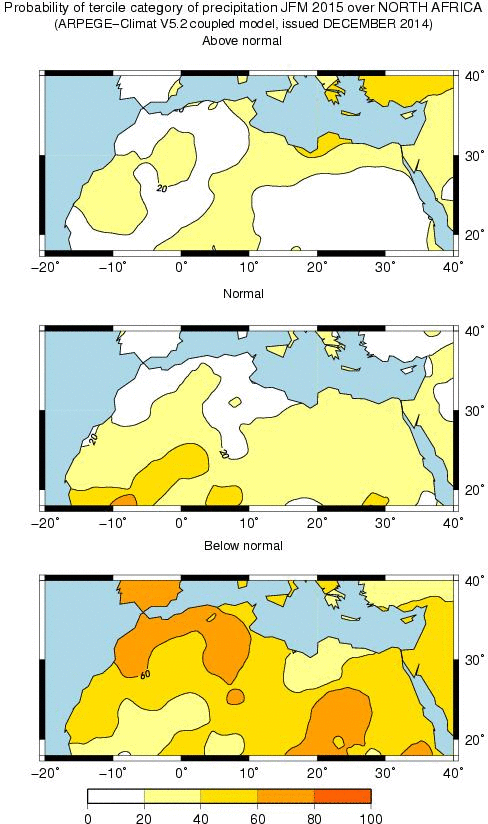 Probability of tercile category of precipitation JFM 2015 over NORTH AFRICA
(ARPEGE−Climat V5.2 coupled model, issued DECEMBER 2014)
Above normal
40˚
30˚
20˚
20
−20˚ −10˚ 0˚ 10˚ 20˚ 30˚ 40˚
Normal
40˚
30˚
20˚
20
20
−20˚ −10˚ 0˚ 10˚ 20˚ 30˚ 40˚
Below normal
40˚
30˚
20˚
60
−20˚ −10˚ 0˚ 10˚ 20˚ 30˚ 40˚
0 20 40 60 80 100